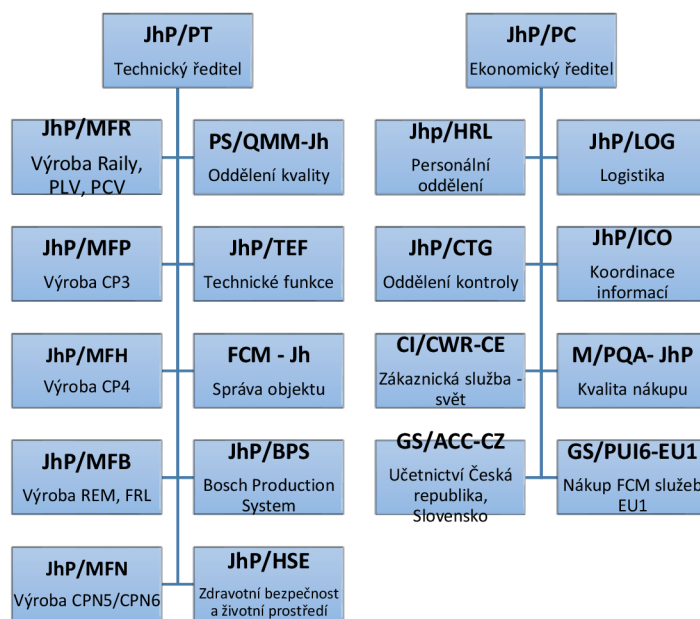 JhP/PT
Technický ředitel
JhP/PC
Ekonomický ředitel
JhP/MFR
Výroba Raily,
PLV, PCV
PS/QMM-Jh
Oddělení kvality
Jhp/HRL
Personální
oddělení
JhP/LOG
Logistika
JhP/MFP
Výroba CP3
JhP/TEF
Technické funkce
JhP/CTG
Oddělení kontroly
JhP/ICO
Koordinace
informací
JhP/MFH
Výroba CP4
FCM - Jh
Správa objektu
CI/CWR-CE
Zákaznická služba -
svět
M/PQA- JhP
Kvalita nákupu
JhP/MFB
Výroba REM, FRL
JhP/BPS
Bosch Production
System
GS/ACC-CZ
Učetnictví Česká
republika,
Slovensko
GS/PUI6-EU1
Nákup FCM služeb
EU1
JhP/MFN
Výroba CPN5/CPN6
JhP/HSE
Zdravotní bezpečnost
a životní prostředí